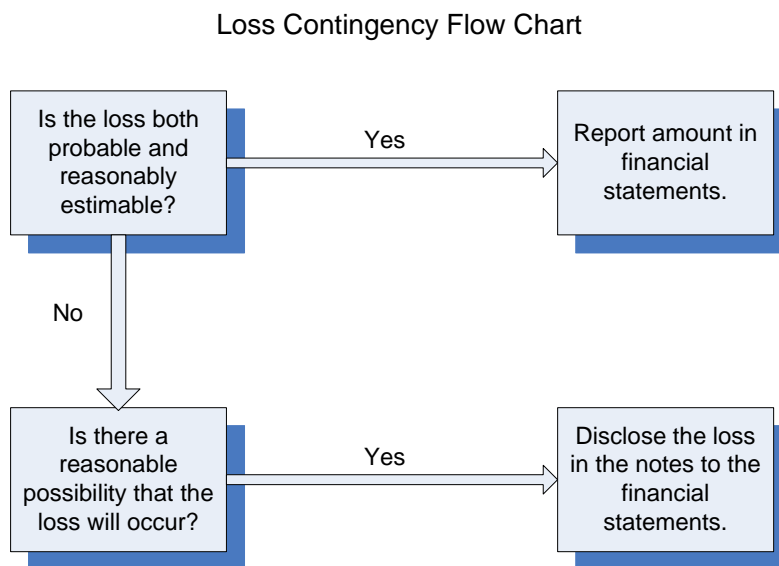 Loss Contingency Flow Chart
Is the loss both
probable and
reasonably
estimable?
Yes
Report amount in
financial
statements.
No
Is there a
reasonable
possibility that the
loss will occur?
Yes
Disclose the loss
in the notes to the
financial
statements.